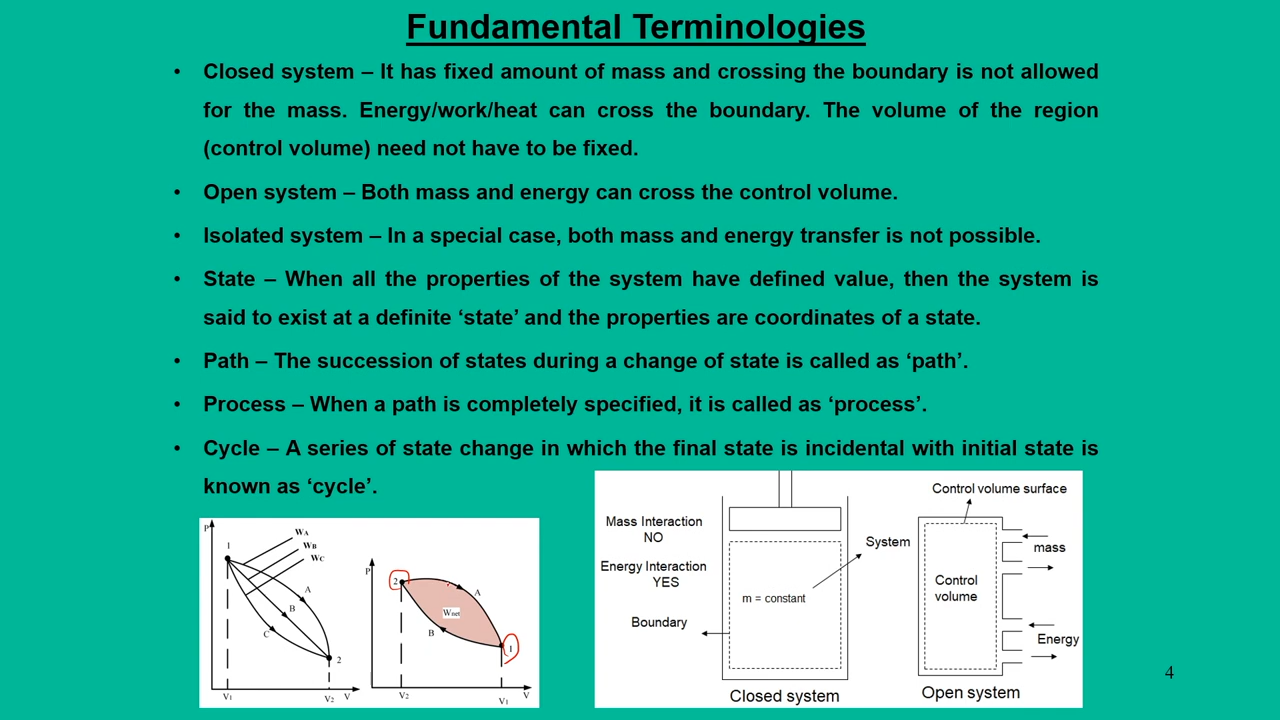 Fundamental Terminologies
• Closed system – It has fixed amount of mass and crossing the boundary is not allowed
for the mass. Energy/work/heat can cross the boundary. The volume of the region
(control volume) need not have to be fixed.
• Open system – Both mass and energy can cross the control volume.
• Isolated system – In a special case, both mass and energy transfer is not possible.
• State – When all the properties of the system have defined value, then the system is
said to exist at a definite ‘state’ and the properties are coordinates of a state.
• Path – The succession of states during a change of state is called as ‘path’.
• Process – When a path is completely specified, it is called as ‘process’.
• Cycle – A series of state change in which the final state is incidental with initial state is
known as ‘cycle’.
P
1
WA
WB
WC
A
B
C
2
V1
V2
V
P
2
A
Wnet
B
1
V2
V1
V
Mass Interaction
NO
Energy Interaction
YES
Boundary
System
m = constant
Closed system
Control volume surface
mass
Control
volume
Energy
Open system
4